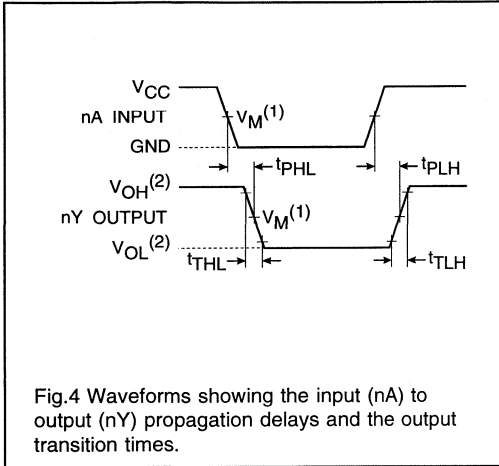 VCC
nA INPUT VM(1)
GND
tPHL tPLH
VOH(2)
nY OUTPUT VM(1)
VOL(2)
tTHL tTLH
Fig.4 Waveforms showing the input (nA) to
output (nY) propagation delays and the output
transition times.